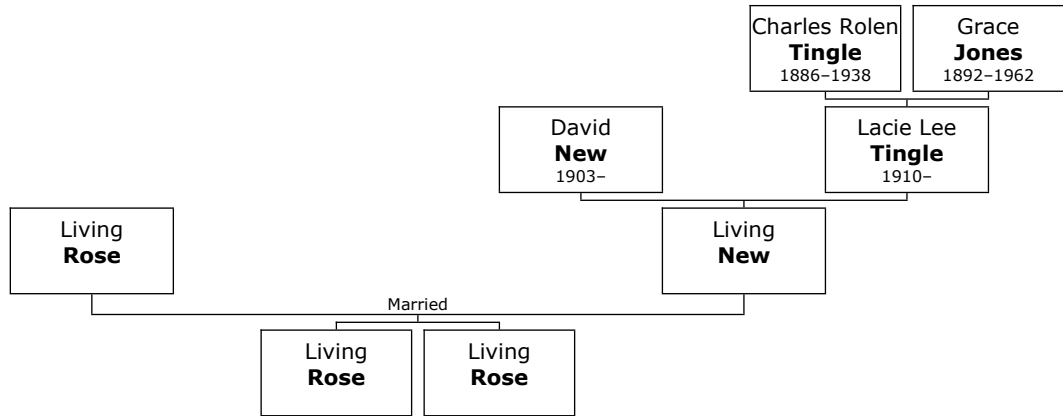 Charles Rolen
Tingle
1886–1938
Grace
Jones
1892–1962
David
New
1903–
Lacie Lee
Tingle
1910–
Living
Rose
Living
New
Married
Living
Rose
Living
Rose